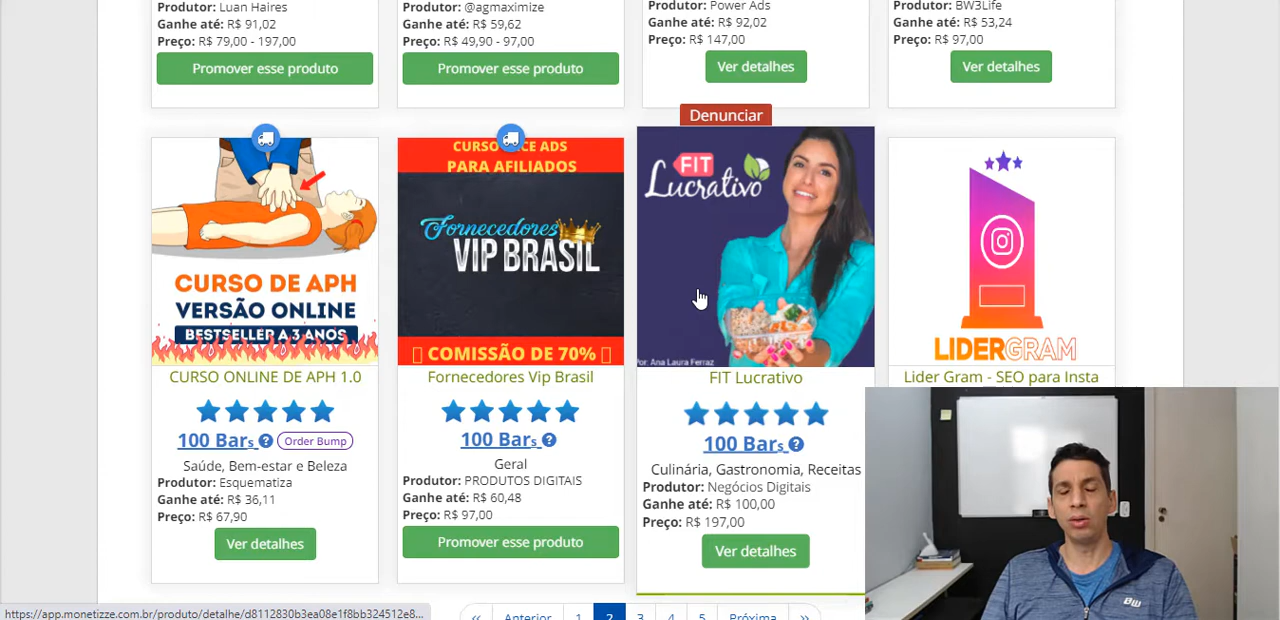 Produtor: Luan Haires
Ganhe até: R$ 91,02
Preço: R$ 79,00 - 197,00
Promover esse produto
Produtor: @agmaximize
Ganhe até: R$ 59,62
Preço: R$ 49,90 - 97,00
Promover esse produto
Produtor: Power Ads
Ganhe até: R$ 92,02
Preço: R$ 147,00
Ver detalhes
Produtor: BW3Life
Ganhe até: R$ 53,24
Preço: R$ 97,00
Ver detalhes
CURSO DE APH
VERSÃO ONLINE
BESTSELLER A 3 ANOS
CURSO ONLINE DE APH 1.0
100 Bars ?
Order Bump
Saúde, Bem-estar e Beleza
Produtor: Esquematiza
Ganhe até: R$ 36,11
Preço: R$ 67,90
Ver detalhes
ADS
PARA AFILIADOS
Fornecedores
VIP BRASIL
COMISSÃO DE 70%
Fornecedores Vip Brasil
100 Bars ?
Geral
Produtor: PRODUTOS DIGITAIS
Ganhe até: R$ 60,48
Preço: R$ 97,00
Promover esse produto
Denunciar
FIT
Lucrativo
Por: Ana Laura Ferraz
FIT Lucrativo
100 Bars ?
Culinária, Gastronomia, Receitas
Produtor: Negócios Digitais
Ganhe até: R$ 100,00
Preço: R$ 197,00
Ver detalhes
LIDERGRAM
Lider Gram - SEO para Insta
BW
https://app.monetizze.com.br/produto/detalhe/d8112830b3ea08e1f8bb324512e8...
«
Anterior
1
2
3
4
5
Próxima
»